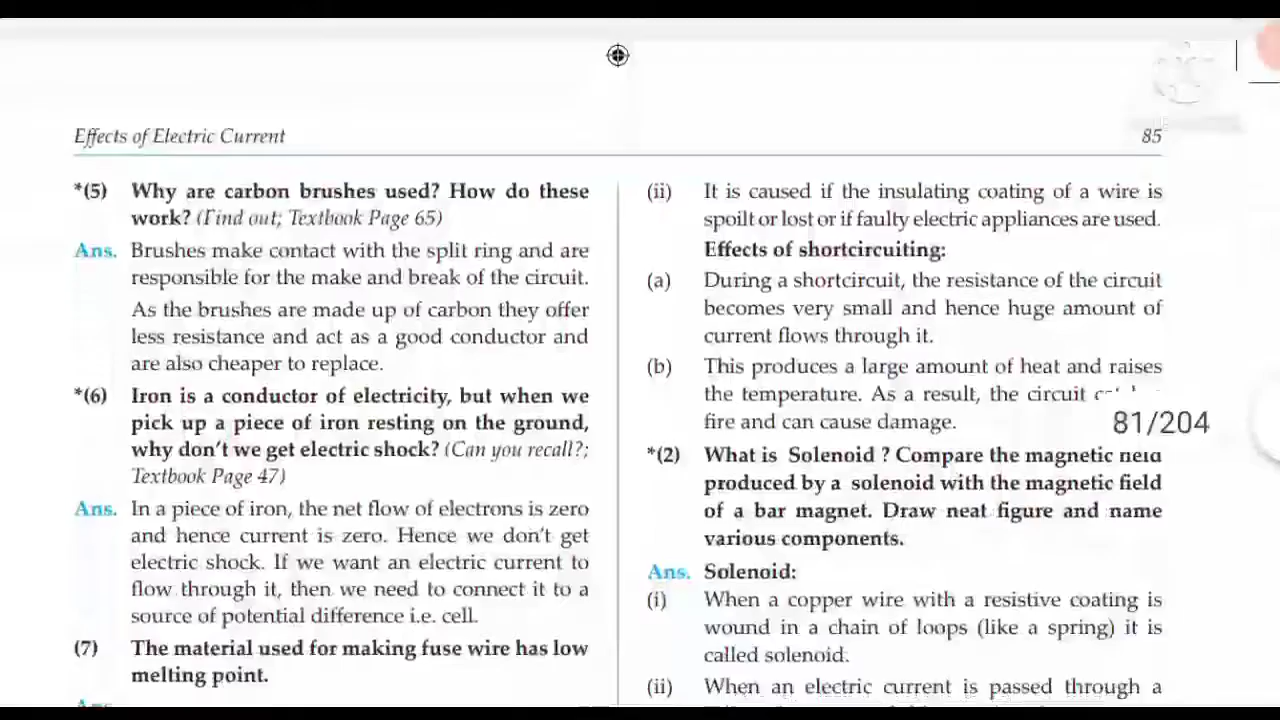 Effects of Electric Current
85
*(5) Why are carbon brushes used? How do these
work? (Find out; Textbook Page 65)
Ans. Brushes make contact with the split ring and are
responsible for the make and break of the circuit.
As the brushes are made up of carbon they offer
less resistance and act as a good conductor and
are also cheaper to replace.
*(6) Iron is a conductor of electricity, but when we
pick up a piece of iron resting on the ground,
why don't we get electric shock? (Can you recall?;
Textbook Page 47)
Ans. In a piece of iron, the net flow of electrons is zero
and hence current is zero. Hence we don't get
electric shock. If we want an electric current to
flow through it, then we need to connect it to a
source of potential difference i.e. cell.
(7) The material used for making fuse wire has low
melting point.
(ii) It is caused if the insulating coating of a wire is
spoilt or lost or if faulty electric appliances are used.
Effects of shortcircuiting:
(a) During a shortcircuit, the resistance of the circuit
becomes very small and hence huge amount of
current flows through it.
(b) This produces a large amount of heat and raises
the temperature. As a result, the circuit
fire and can cause damage.
81/204
*(2) What is Solenoid ? Compare the magnetic field
produced by a solenoid with the magnetic field
of a bar magnet. Draw neat figure and name
various components.
Ans. Solenoid:
(i) When a copper wire with a resistive coating is
wound in a chain of loops (like a spring) it is
called solenoid.
(ii) When an electric current is passed through a